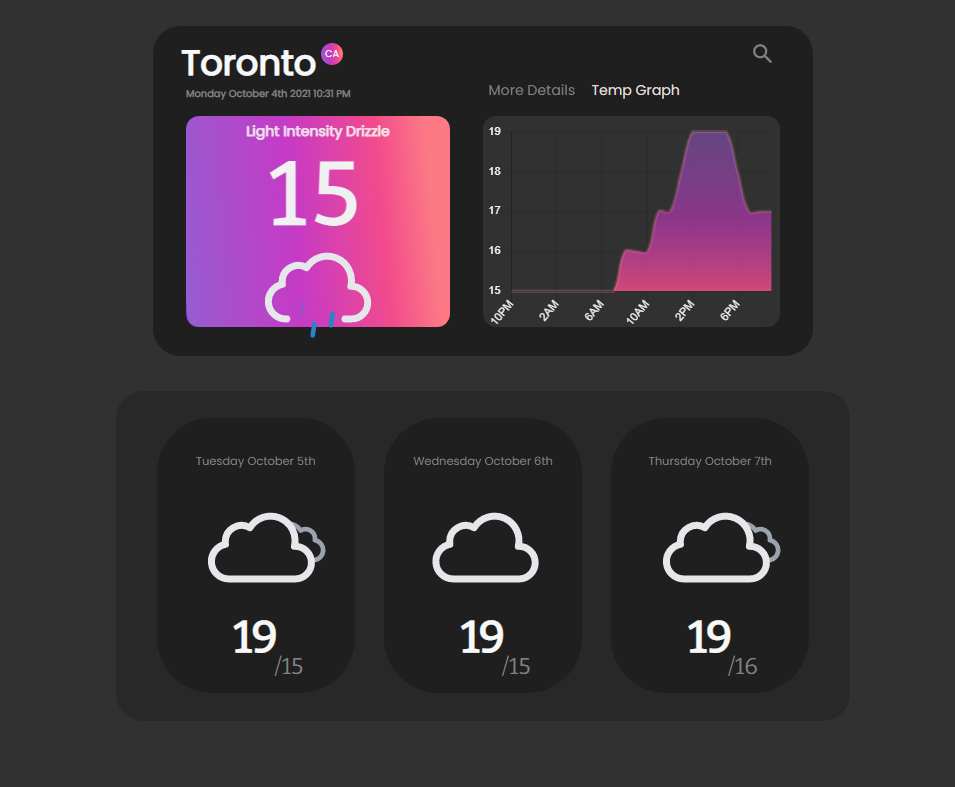 Toronto CA
Monday October 4th 2021 10:31 PM
More Details Temp Graph
Light Intensity Drizzle
15
19
18
17
16
15
10PM 2AM 6AM 10AM 2PM 6PM
Tuesday October 5th
19
/15
Wednesday October 6th
19
/15
Thursday October 7th
19
/16